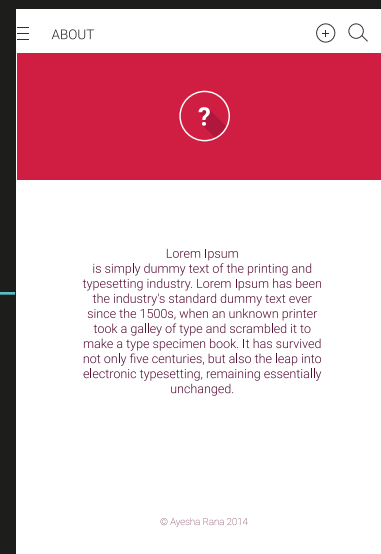 ABOUT
?
Lorem Ipsum
is simply dummy text of the printing and
typesetting industry. Lorem Ipsum has been
the industry's standard dummy text ever
since the 1500s, when an unknown printer
took a galley of type and scrambled it to
make a type specimen book. It has survived
not only five centuries, but also the leap into
electronic typesetting, remaining essentially
unchanged.
© Ayesha Rana 2014